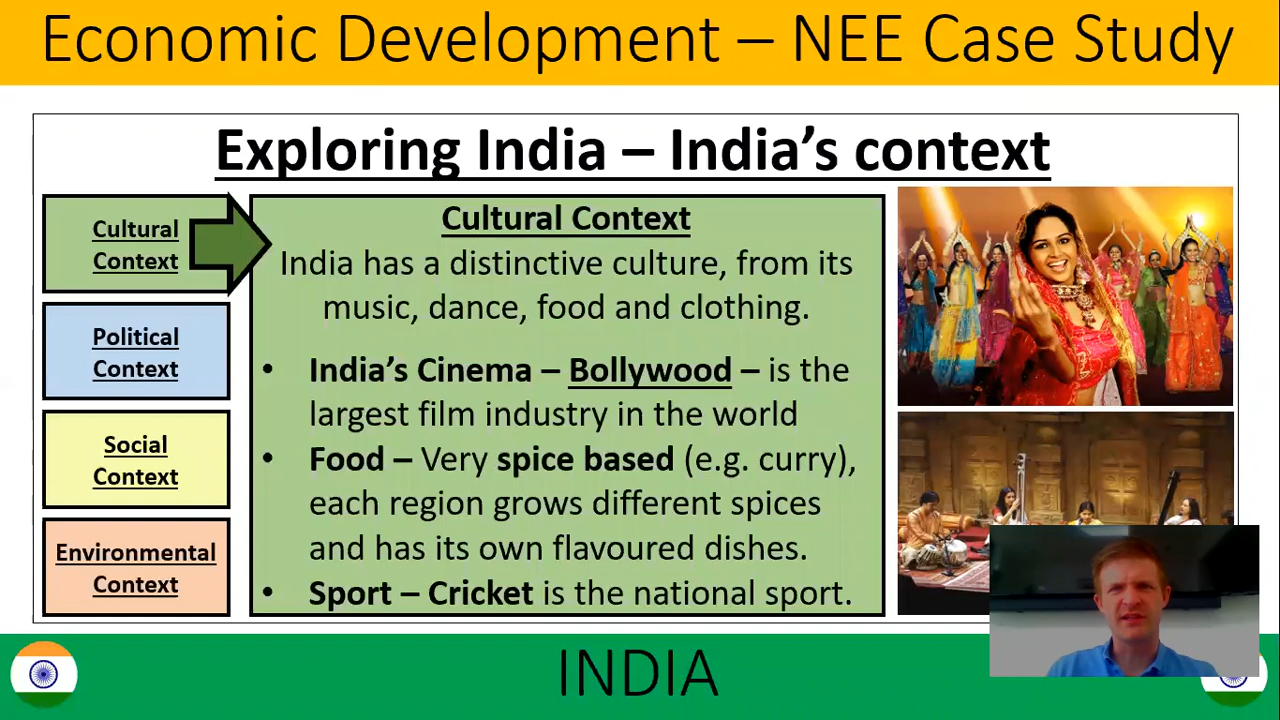 Economic Development – NEE Case Study
Exploring India – India's context
Cultural
Context
Political
Context
Social
Context
Environmental
Context
Cultural Context
India has a distinctive culture, from its
music, dance, food and clothing.
• India's Cinema – Bollywood – is the
largest film industry in the world
• Food – Very spice based (e.g. curry),
each region grows different spices
and has its own flavoured dishes.
• Sport – Cricket is the national sport.
INDIA